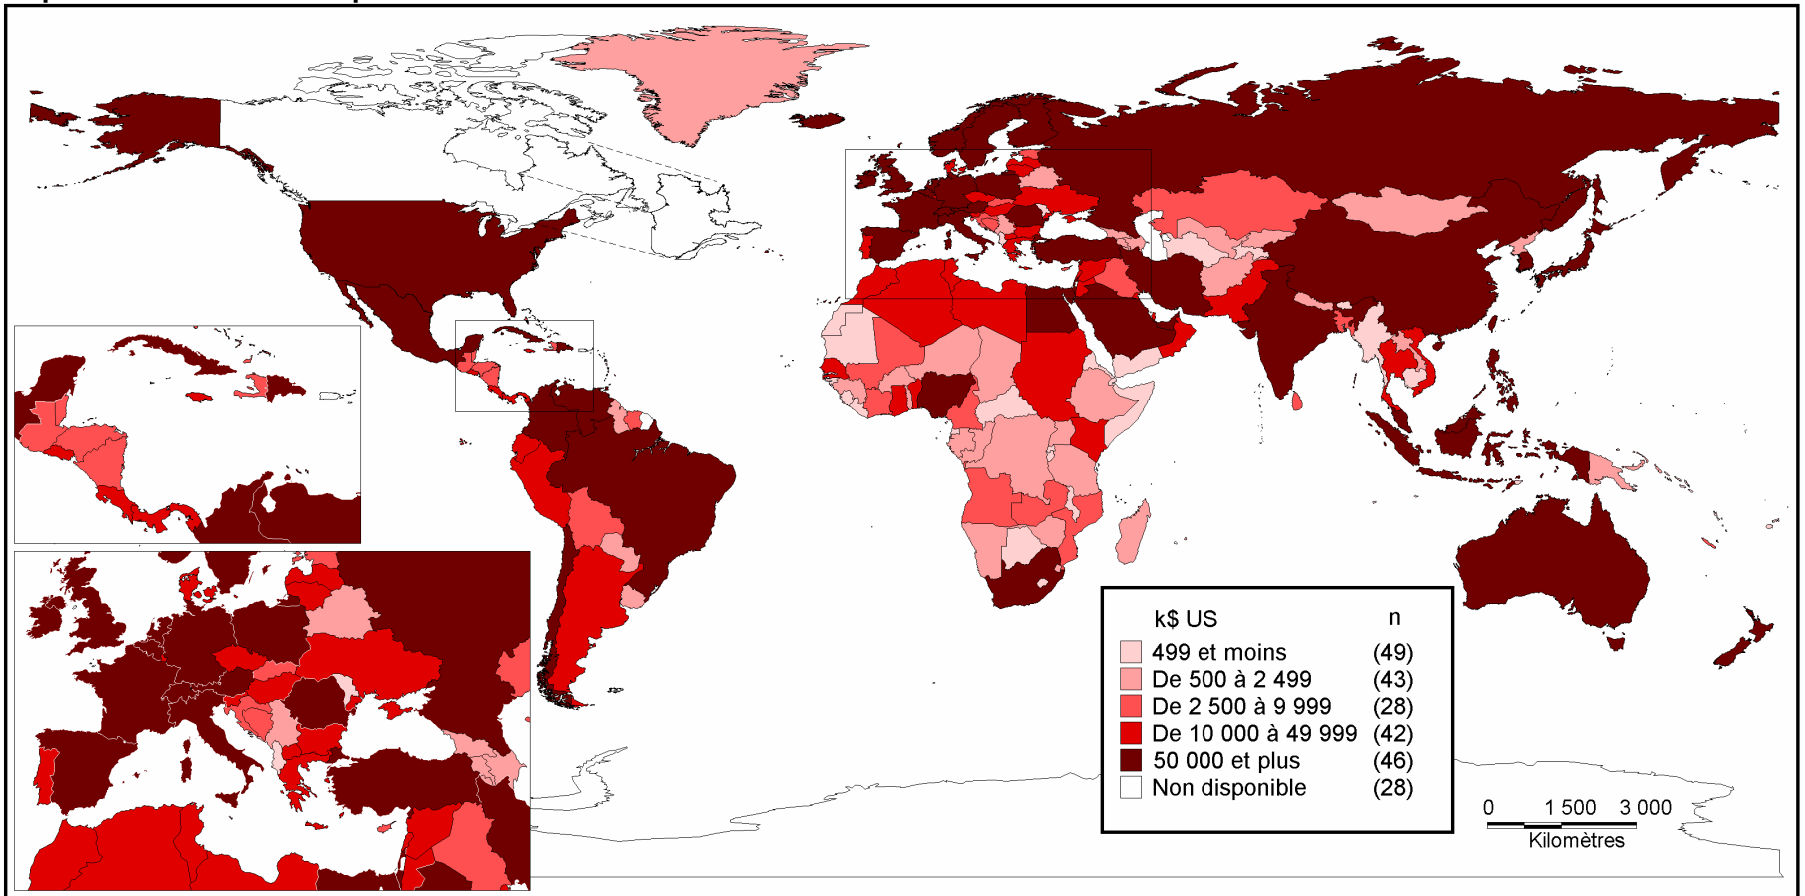 k$ US n
499 et moins (49)
De 500 à 2 499 (43)
De 2 500 à 9 999 (28)
De 10 000 à 49 999 (42)
50 000 et plus (46)
Non disponible (28)
0 1 500 3 000
Kilomètres